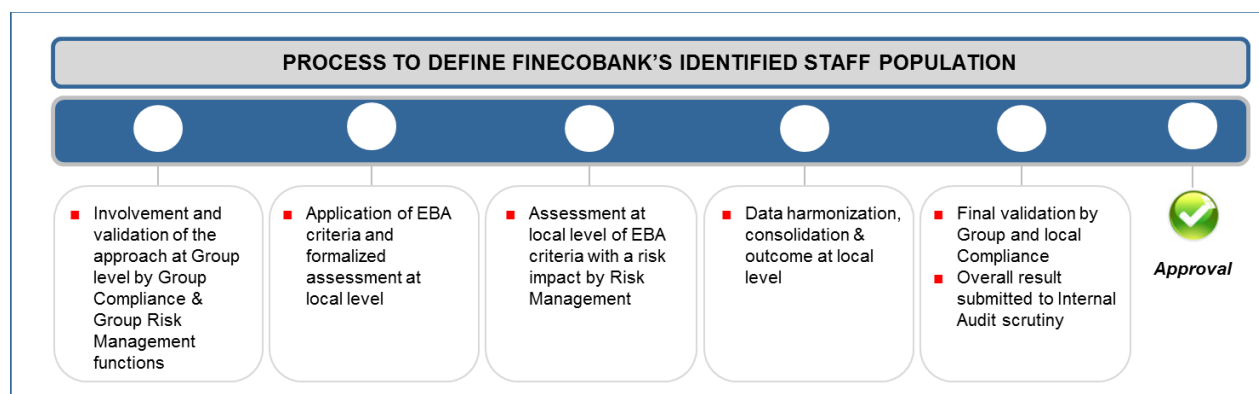 PROCESS TO DEFINE FINECOBANK'S IDENTIFIED STAFF POPULATION
Involvement and
validation of the
approach at Group
level by Group
Compliance &
Group Risk
Management
functions
Application of EBA
criteria and
formalized
assessment at
local level
Assessment at
local level of EBA
criteria with a risk
impact by Risk
Management
Data harmonization,
consolidation &
outcome at local
level
Final validation by
Group and local
Compliance
Overall result
submitted to Internal
Audit scrutiny
Approval